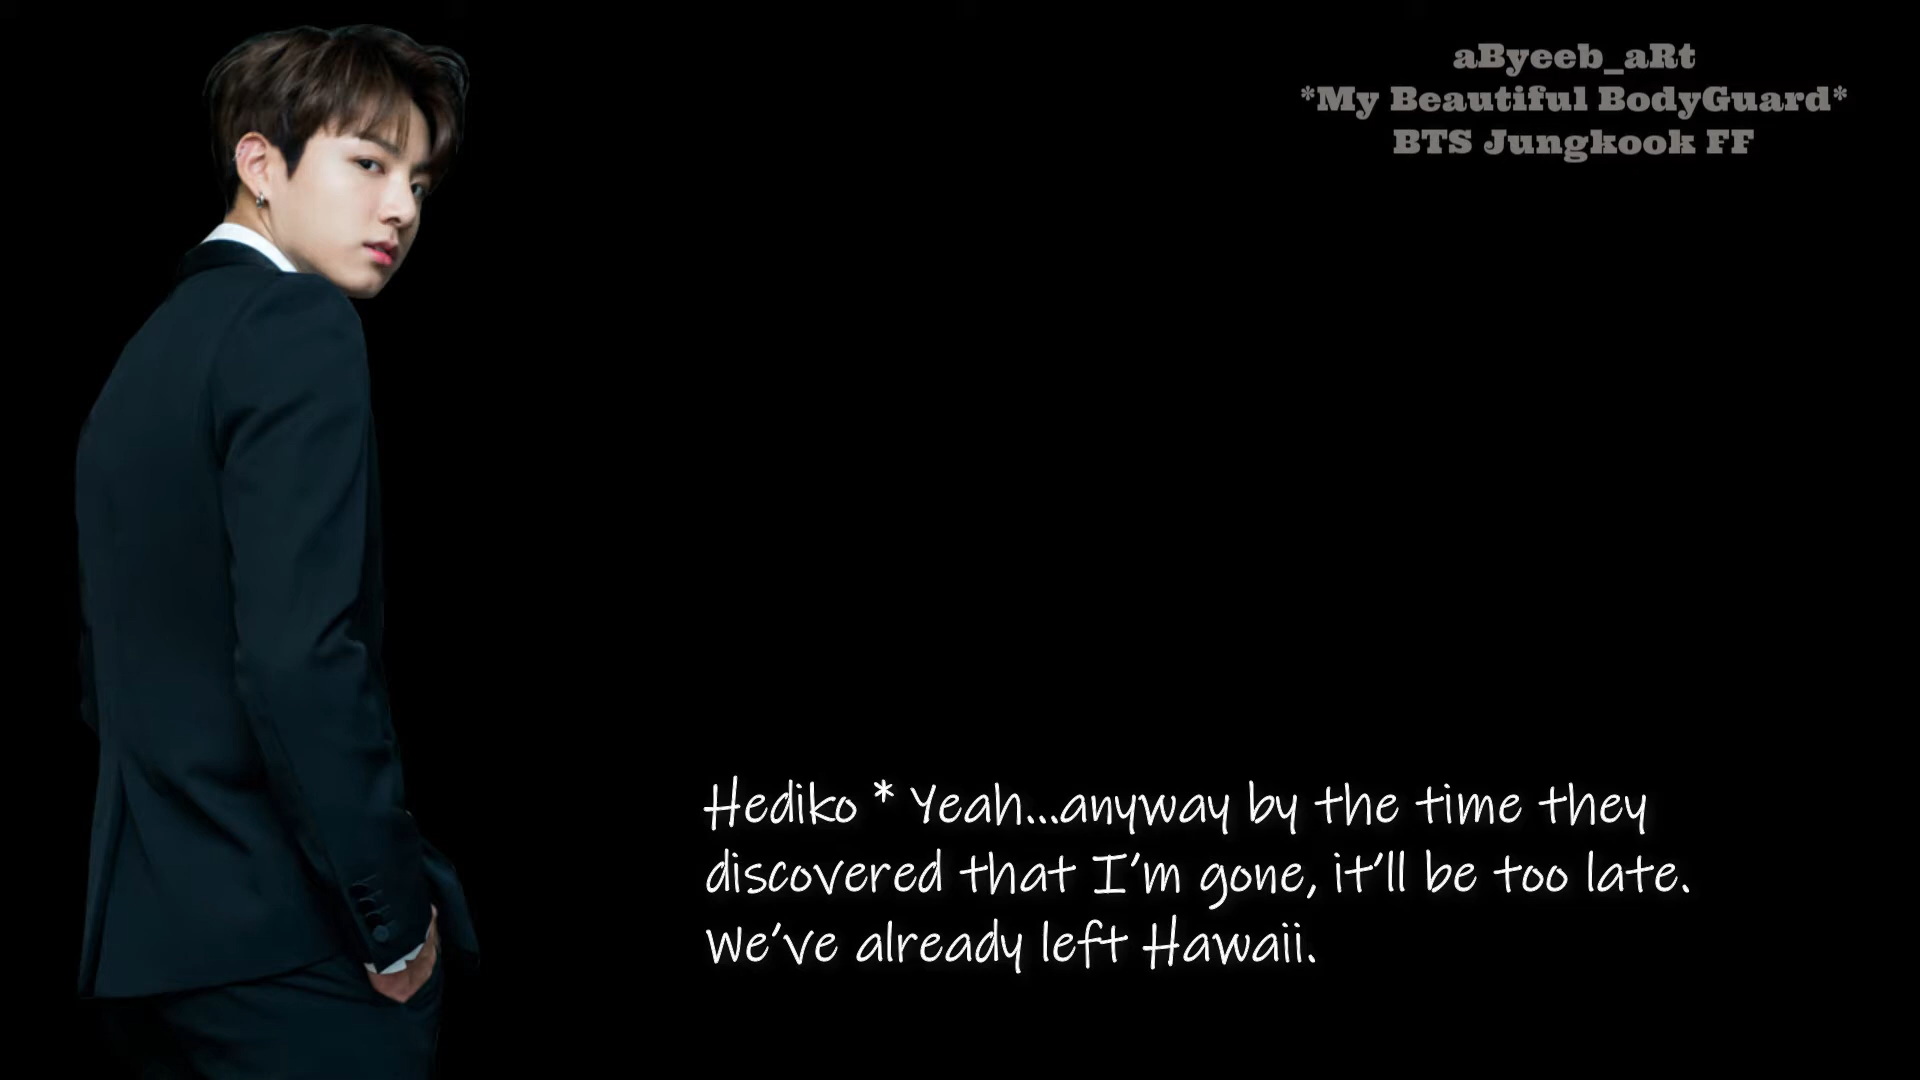 aByeeb_aRt
*My Beautiful BodyGuard*
BTS Jungkook FF
Hediko * Yeah...anyway by the time they
discovered that I'm gone, it'll be too late.
We've already left Hawaii.